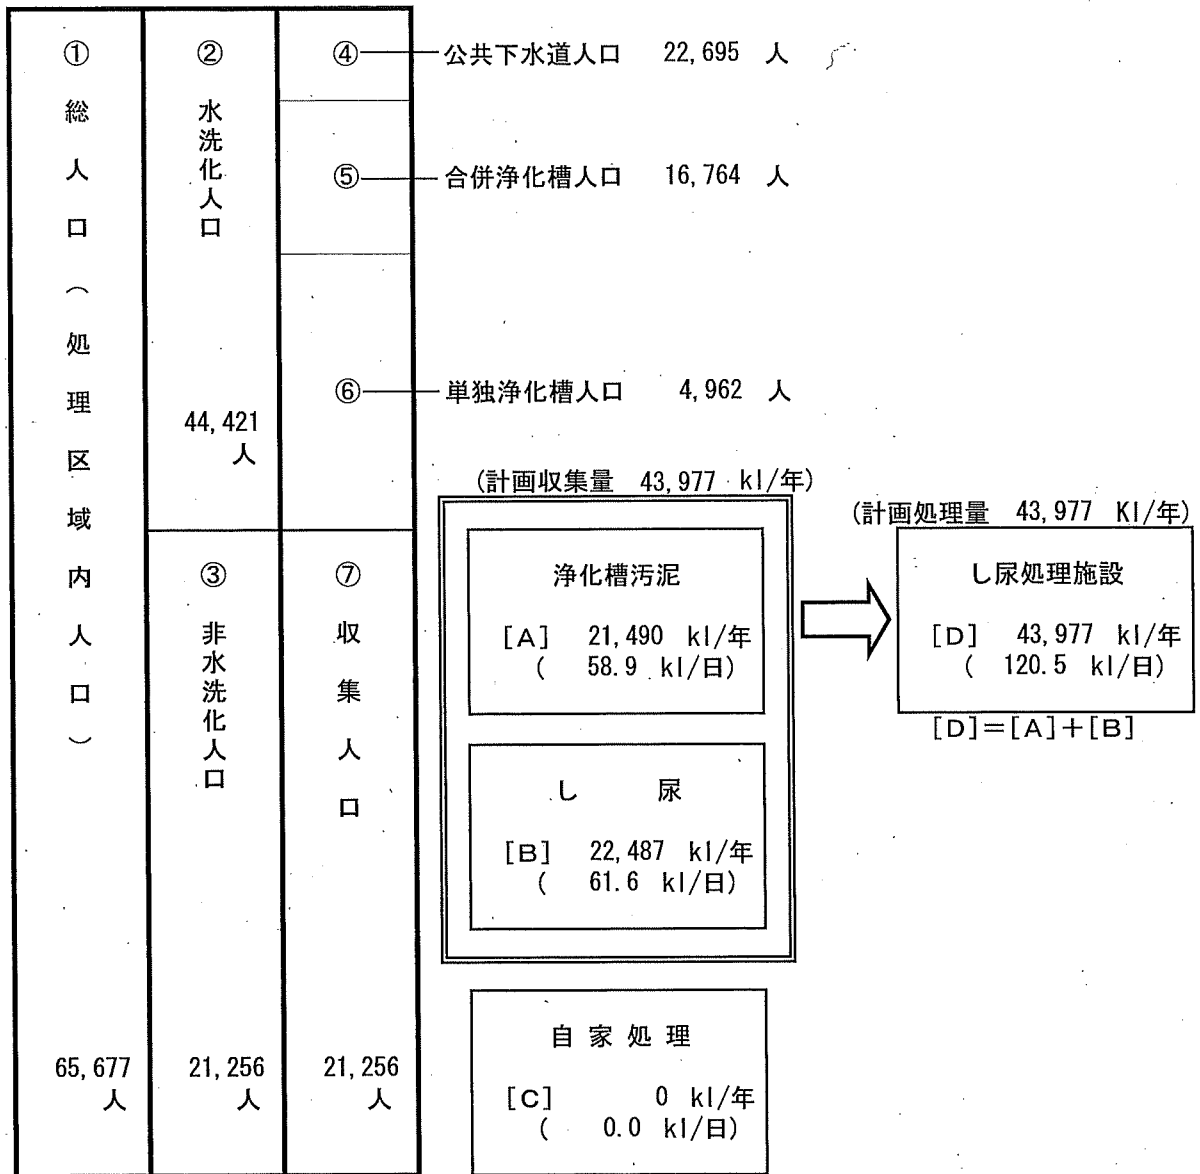 ① 総人口（処理区域内人口）
65,677
人
② 水洗化人口
44,421
人
③ 非水洗化人口
21,256
人
④ 公共下水道人口 22,695 人
⑤ 合併浄化槽人口 16,764 人
⑥ 単独浄化槽人口 4,962 人
⑦ 収集人口
21,256
人
(計画収集量 43,977 kl/年)
浄化槽汚泥
[A] 21,490 kl/年
( 58.9 kl/日)
し尿
[B] 22,487 kl/年
( 61.6 kl/日)
(計画処理量 43,977 Kl/年)
し尿処理施設
[D] 43,977 kl/年
( 120.5 kl/日)
[D]=[A]+[B]
自家処理
[C] 0 kl/年
( 0.0 kl/日)